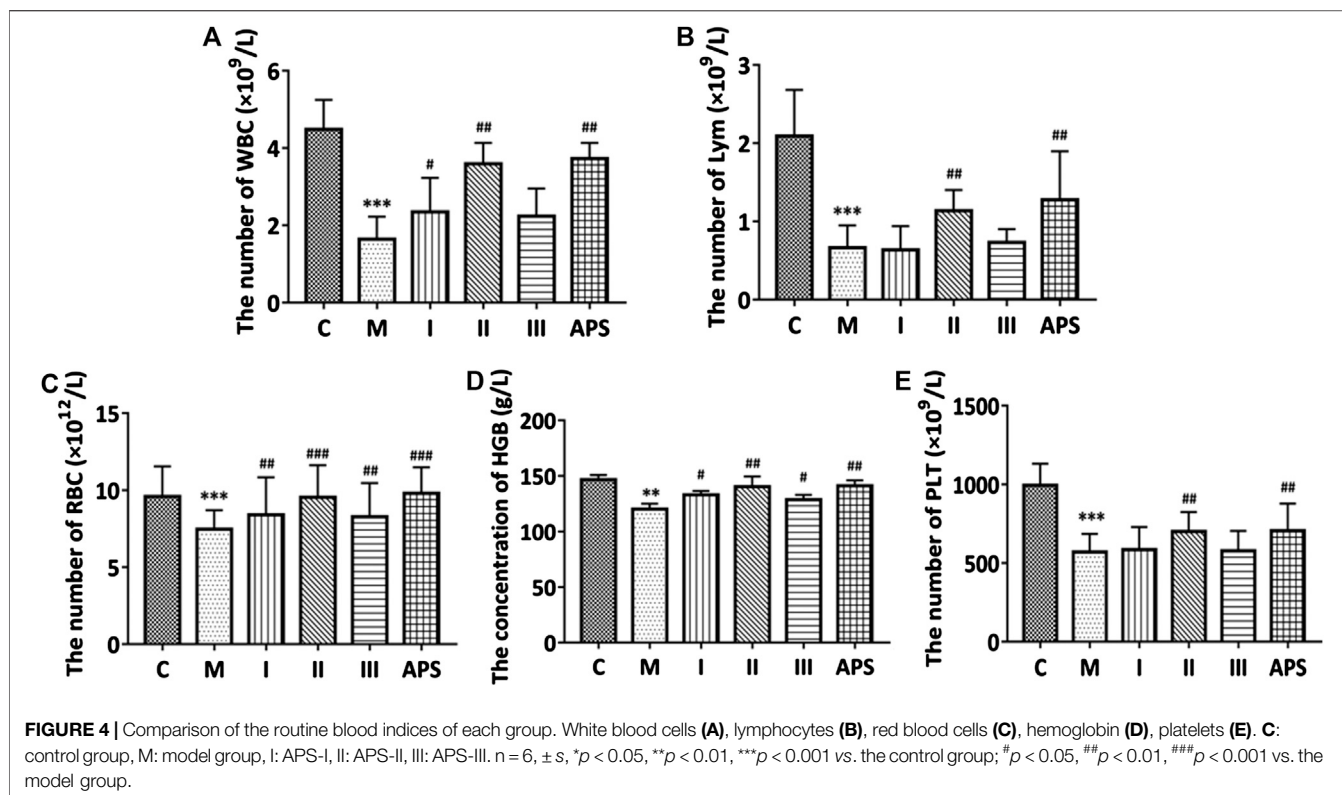 A
The number of WBC (×10⁹/L)
6
4
2
0
***
#
##
##
C M I II III APS
B
The number of Lym (×10⁹/L)
3
2
1
0
***
##
##
C M I II III APS
C
The number of RBC (×10¹²/L)
15
10
5
0
***
##
###
##
###
C M I II III APS
D
The concentration of HGB (g/L)
200
150
100
50
0
**
#
##
#
##
C M I II III APS
E
The number of PLT (×10⁹/L)
1500
1000
500
0
***
##
##
C M I II III APS
FIGURE 4 | Comparison of the routine blood indices of each group. White blood cells (A), lymphocytes (B), red blood cells (C), hemoglobin (D), platelets (E). C:
control group, M: model group, I: APS-I, II: APS-II, III: APS-III. n = 6, ± s, *p < 0.05, **p < 0.01, ***p < 0.001 vs. the control group; #p < 0.05, ##p < 0.01, ###p < 0.001 vs. the
model group.